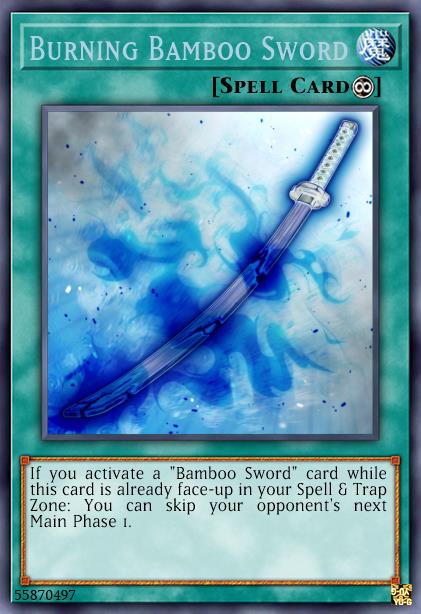 Burning Bamboo Sword
魔
[Spell Card♾]
If you activate a "Bamboo Sword" card while
this card is already face-up in your Spell & Trap
Zone: You can skip your opponent's next
Main Phase 1.
55870497